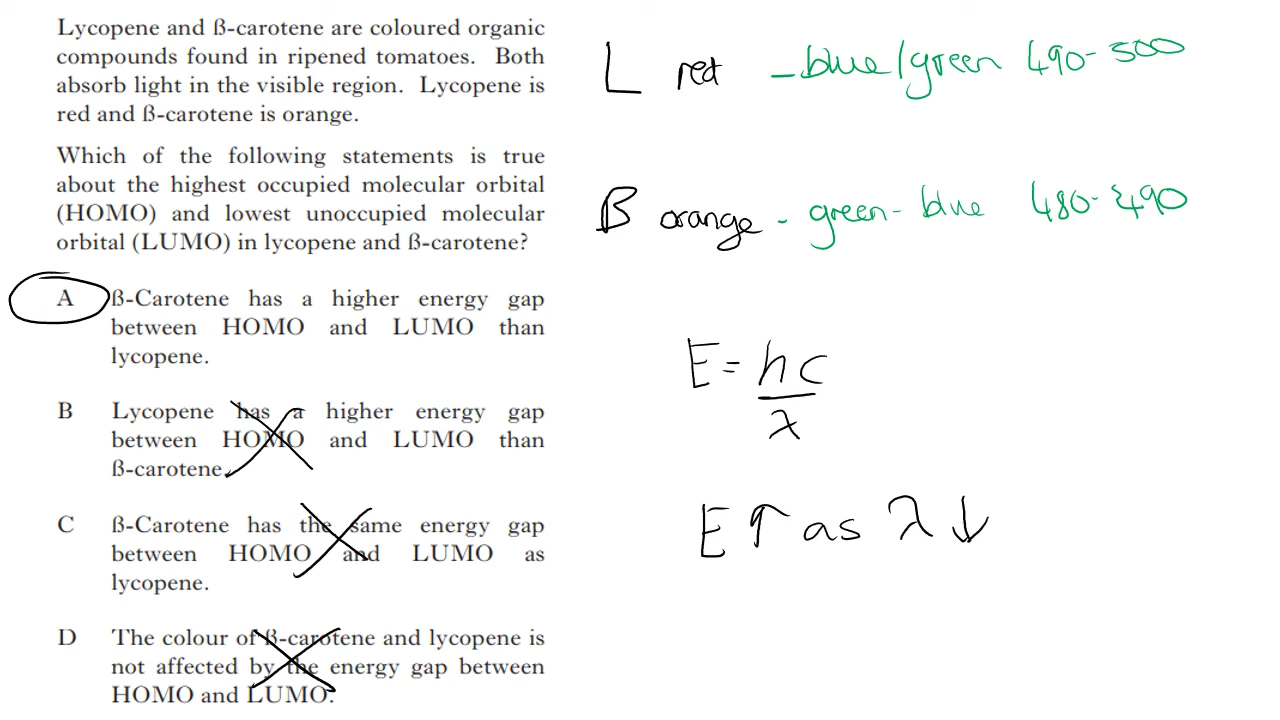 Lycopene and ß-carotene are coloured organic
compounds found in ripened tomatoes. Both
absorb light in the visible region. Lycopene is
red and ß-carotene is orange.
Which of the following statements is true
about the highest occupied molecular orbital
(HOMO) and lowest unoccupied molecular
orbital (LUMO) in lycopene and ß-carotene?
A ß-Carotene has a higher energy gap
between HOMO and LUMO than
lycopene.
B Lycopene has a higher energy gap
between HOMO and LUMO than
ß-carotene.
C ß-Carotene has the same energy gap
between HOMO and LUMO as
lycopene.
D The colour of ß-carotene and lycopene is
not affected by the energy gap between
HOMO and LUMO.
L red - blue/green 490-500
B orange - green-blue 480-490
E = hc
λ
E ↑ as λ ↓